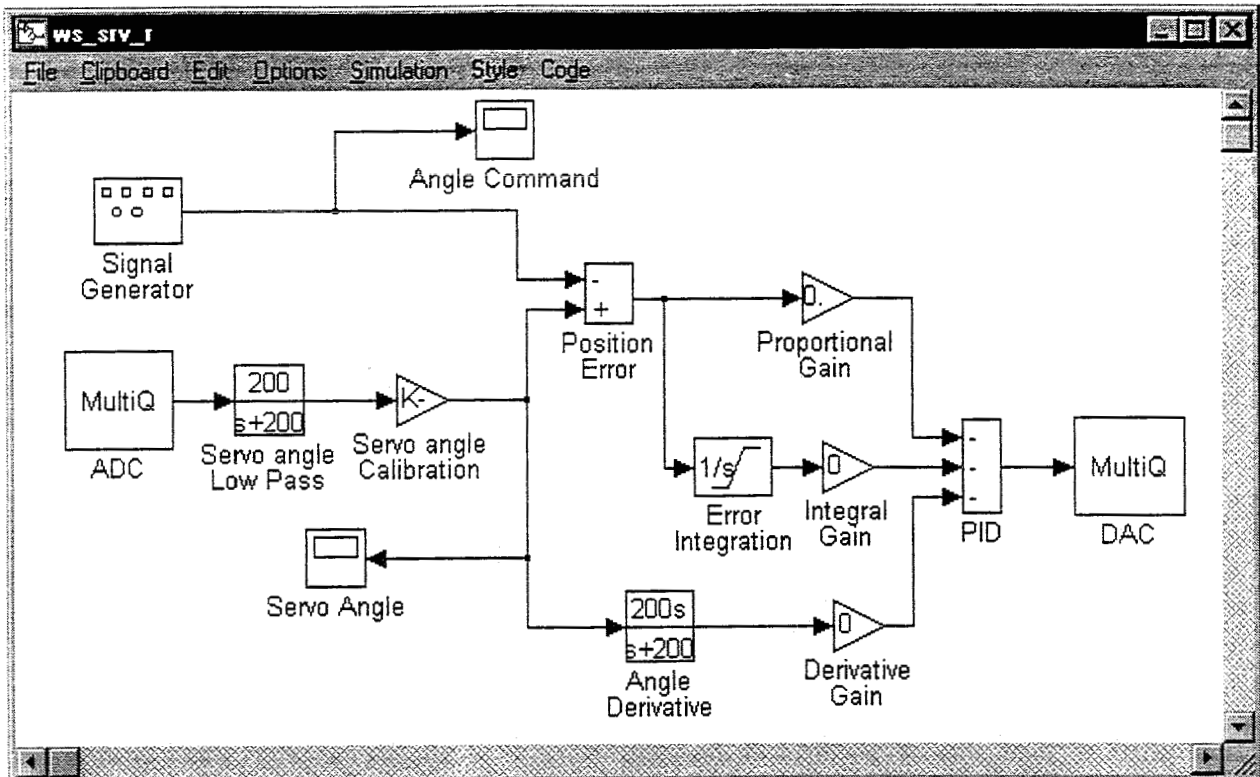 ws_srv_r
File Clipboard Edit Options Simulation Style Code
Angle Command
Signal
Generator
-
+
Position
Error
0.
Proportional
Gain
MultiQ
ADC
200
s+200
Servo angle
Low Pass
K-
Servo angle
Calibration
1/s
Error
Integration
0
Integral
Gain
-
-
-
PID
MultiQ
DAC
Servo Angle
200s
s+200
Angle
Derivative
0
Derivative
Gain